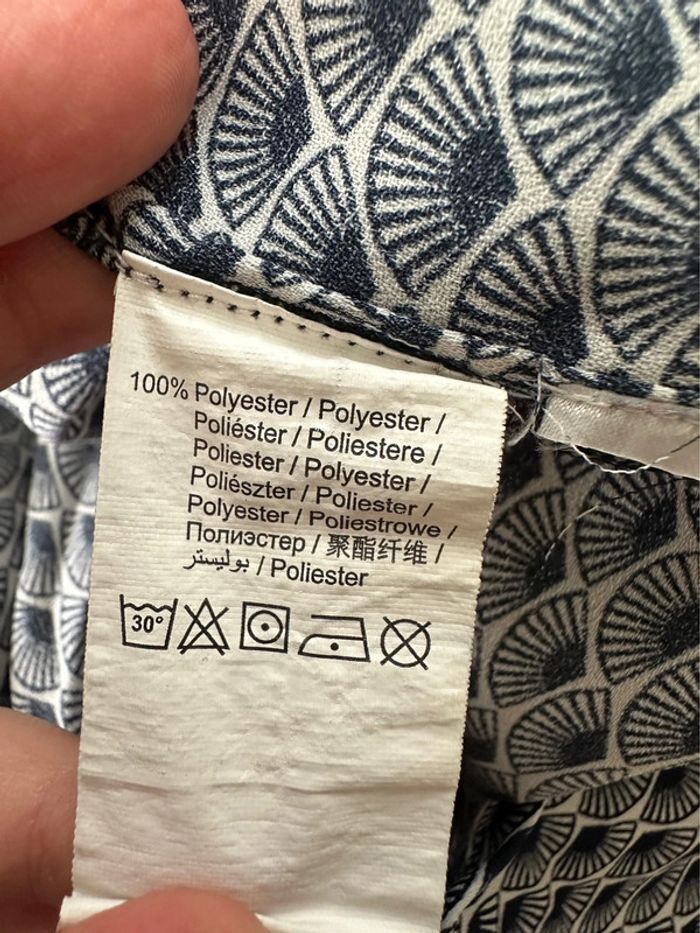 100% Polyester / Polyester /
Poliéster / Poliestere /
Poliester / Polyester /
Poliészter / Poliester /
Polyester / Poliestrowe /
Полиэстер / 聚酯纤维 /
بوليستر / Poliester
30°